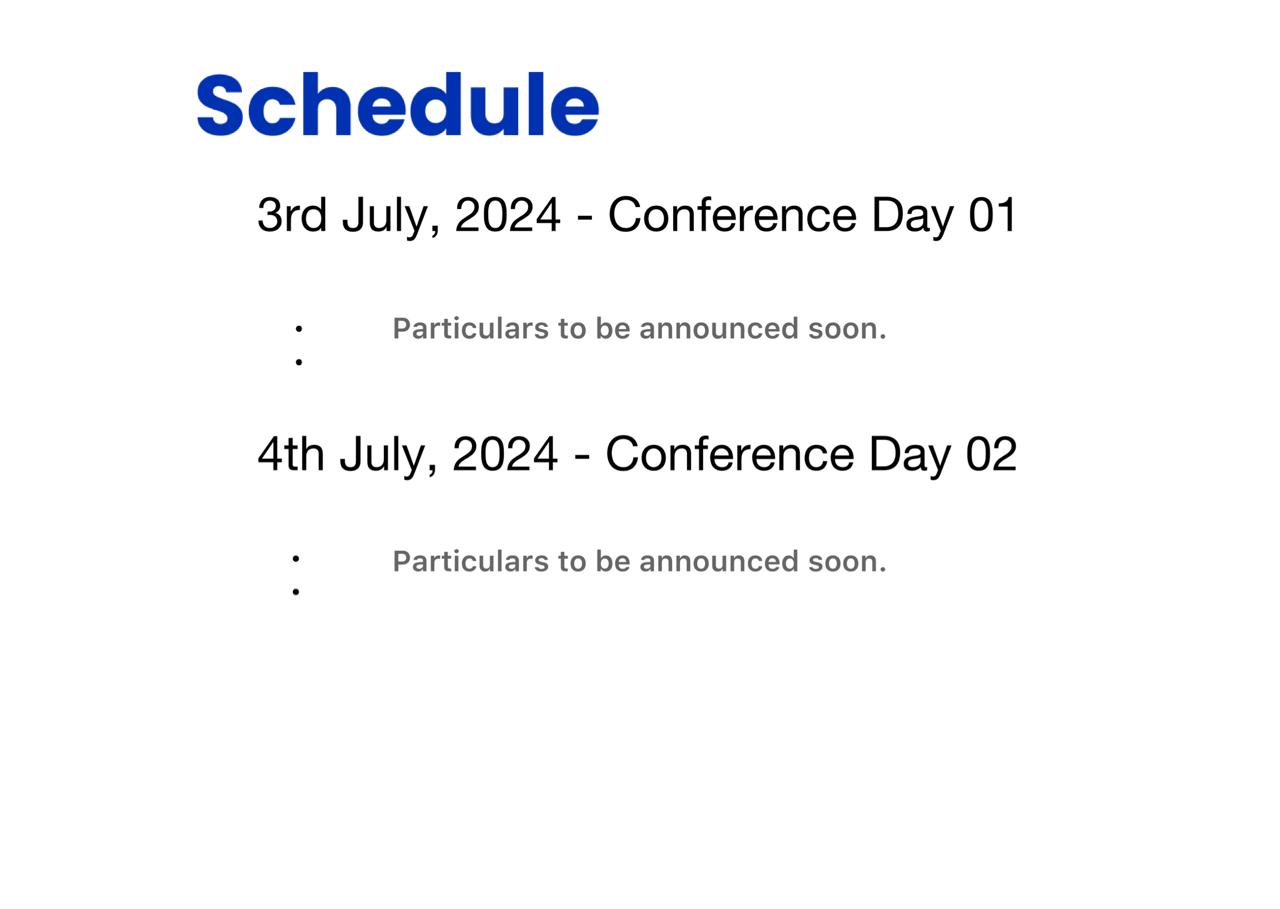 Schedule
3rd July, 2024 - Conference Day 01
• Particulars to be announced soon.
•
4th July, 2024 - Conference Day 02
• Particulars to be announced soon.
•